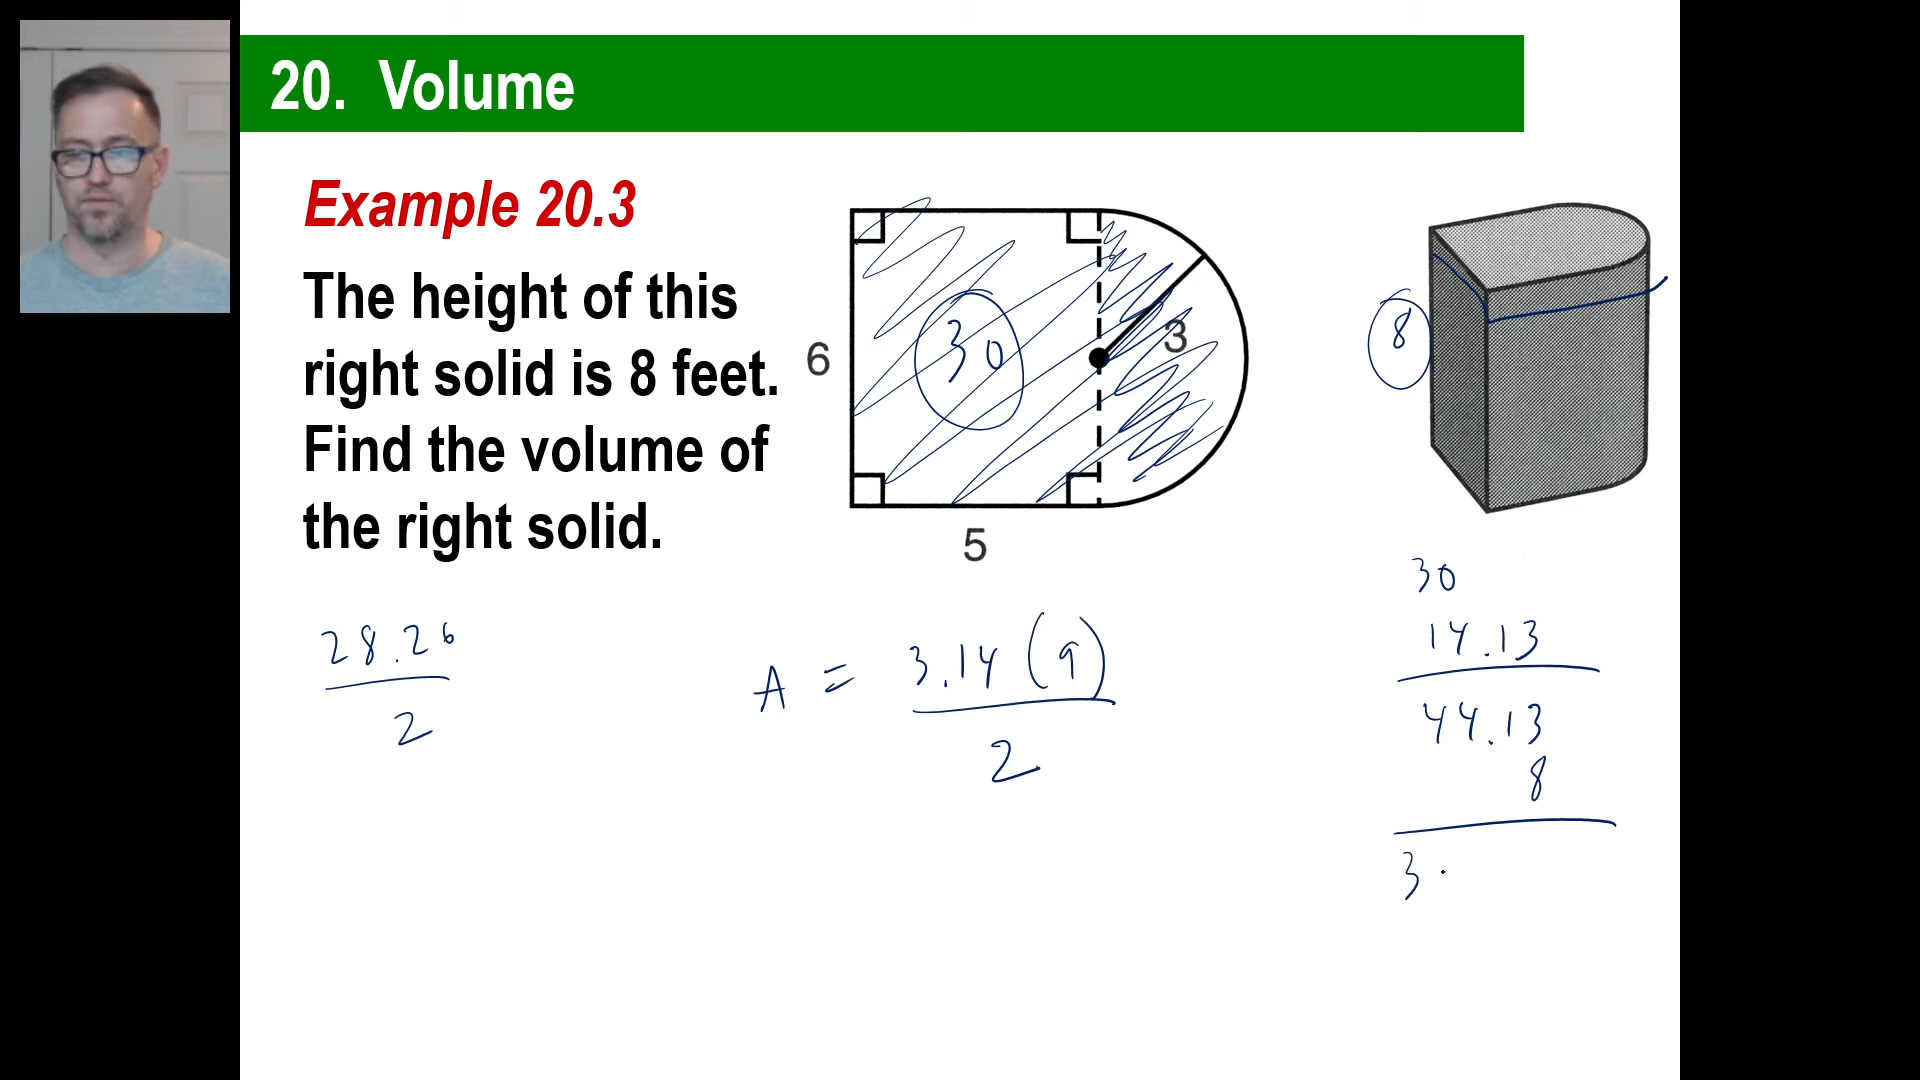 20. Volume
Example 20.3
The height of this
right solid is 8 feet.
Find the volume of
the right solid.
6
30
3
5
8
28.26
2
A = 3.14 (9)
2
30
14.13
44.13
8
3.